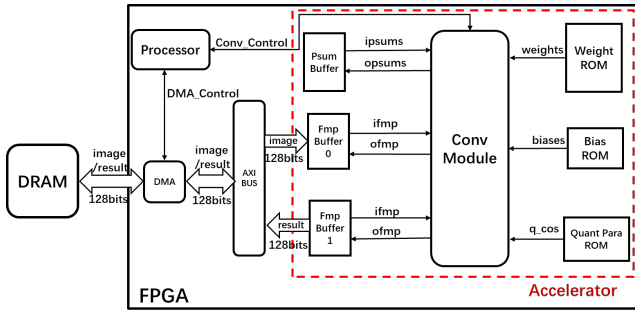 Processor
Conv_Control
DMA_Control
Psum
Buffer
ipsums
opsums
weights
Weight
ROM
DRAM
image
/result
128bits
DMA
image
/result
128bits
AXI
BUS
image
128bits
Fmp
Buffer
0
ifmp
ofmp
Conv
Module
biases
Bias
ROM
result
128bits
Fmp
Buffer
1
ifmp
ofmp
q_cos
Quant Para
ROM
FPGA
Accelerator